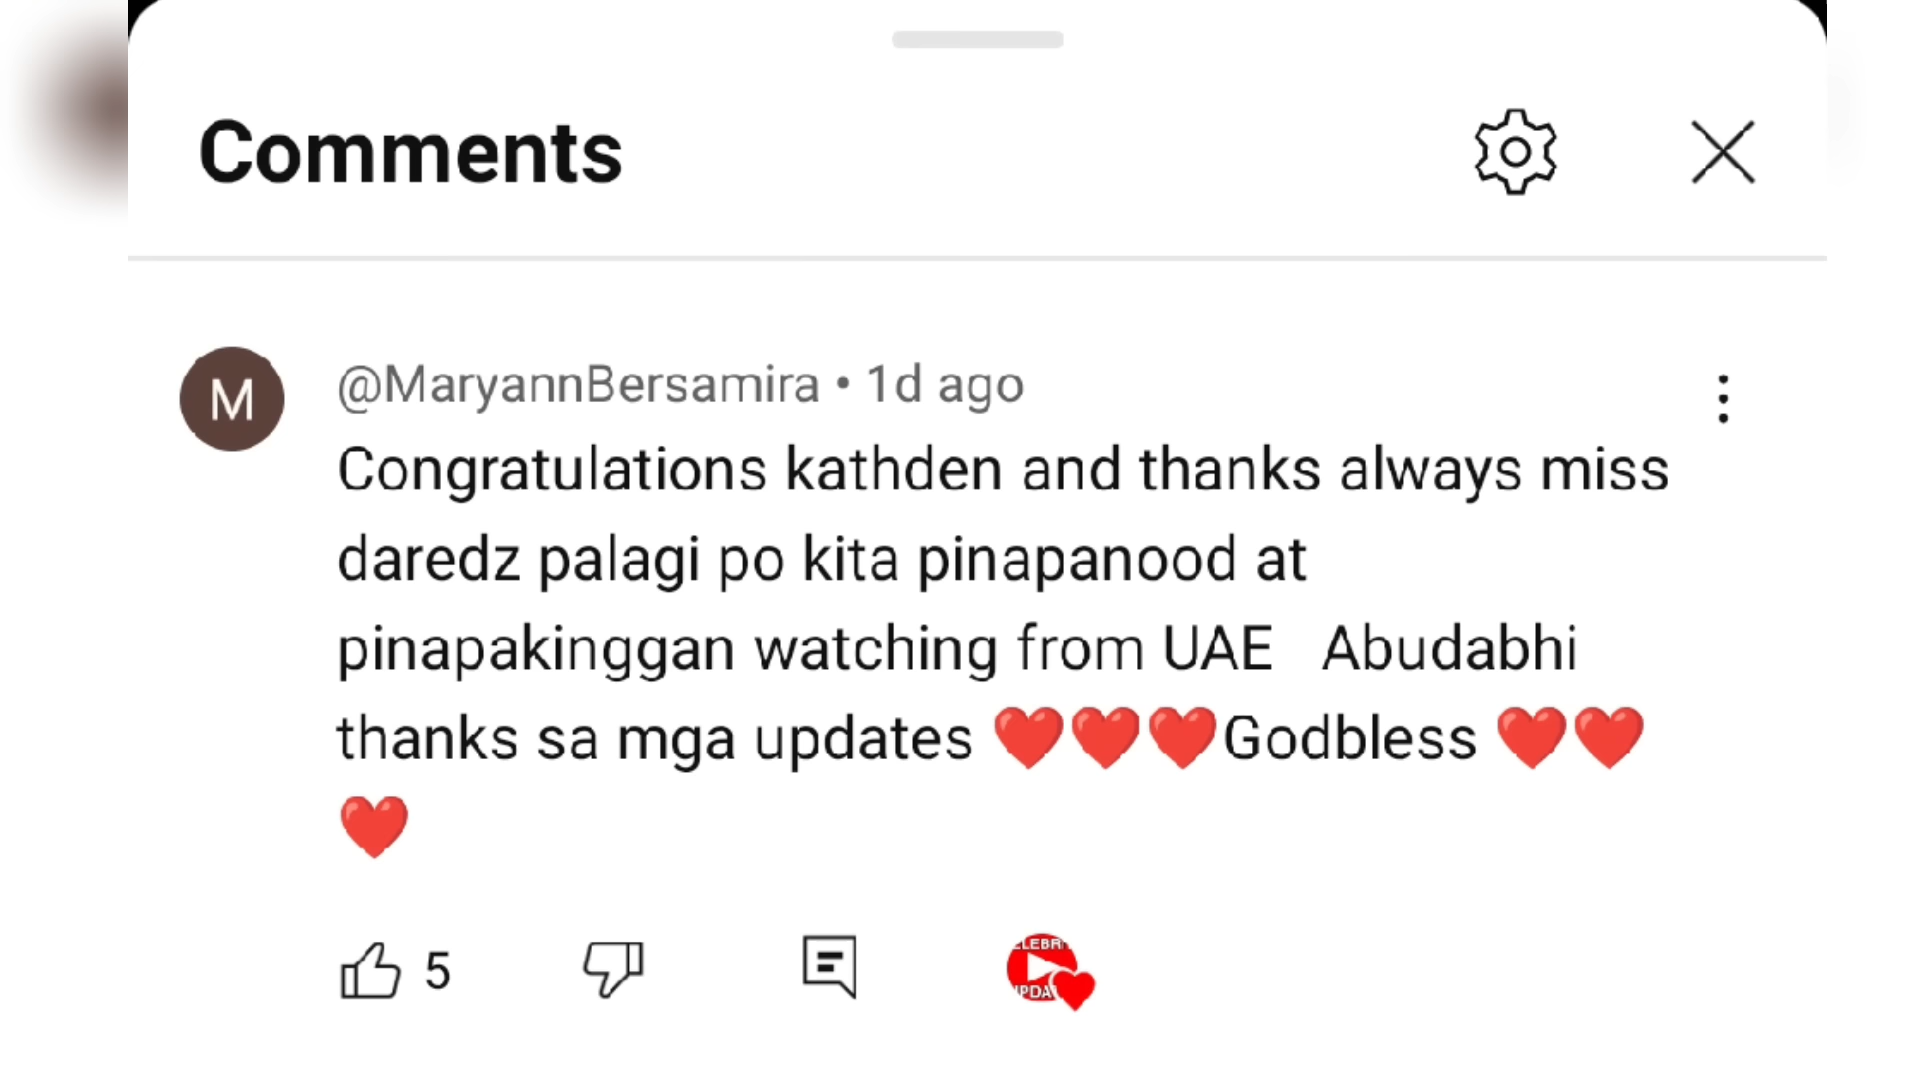 Comments
M
@MaryannBersamira • 1d ago
Congratulations kathden and thanks always miss
daredz palagi po kita pinapanood at
pinapakinggan watching from UAE   Abudabhi
thanks sa mga updates ❤️❤️❤️Godbless ❤️❤️
❤️
5